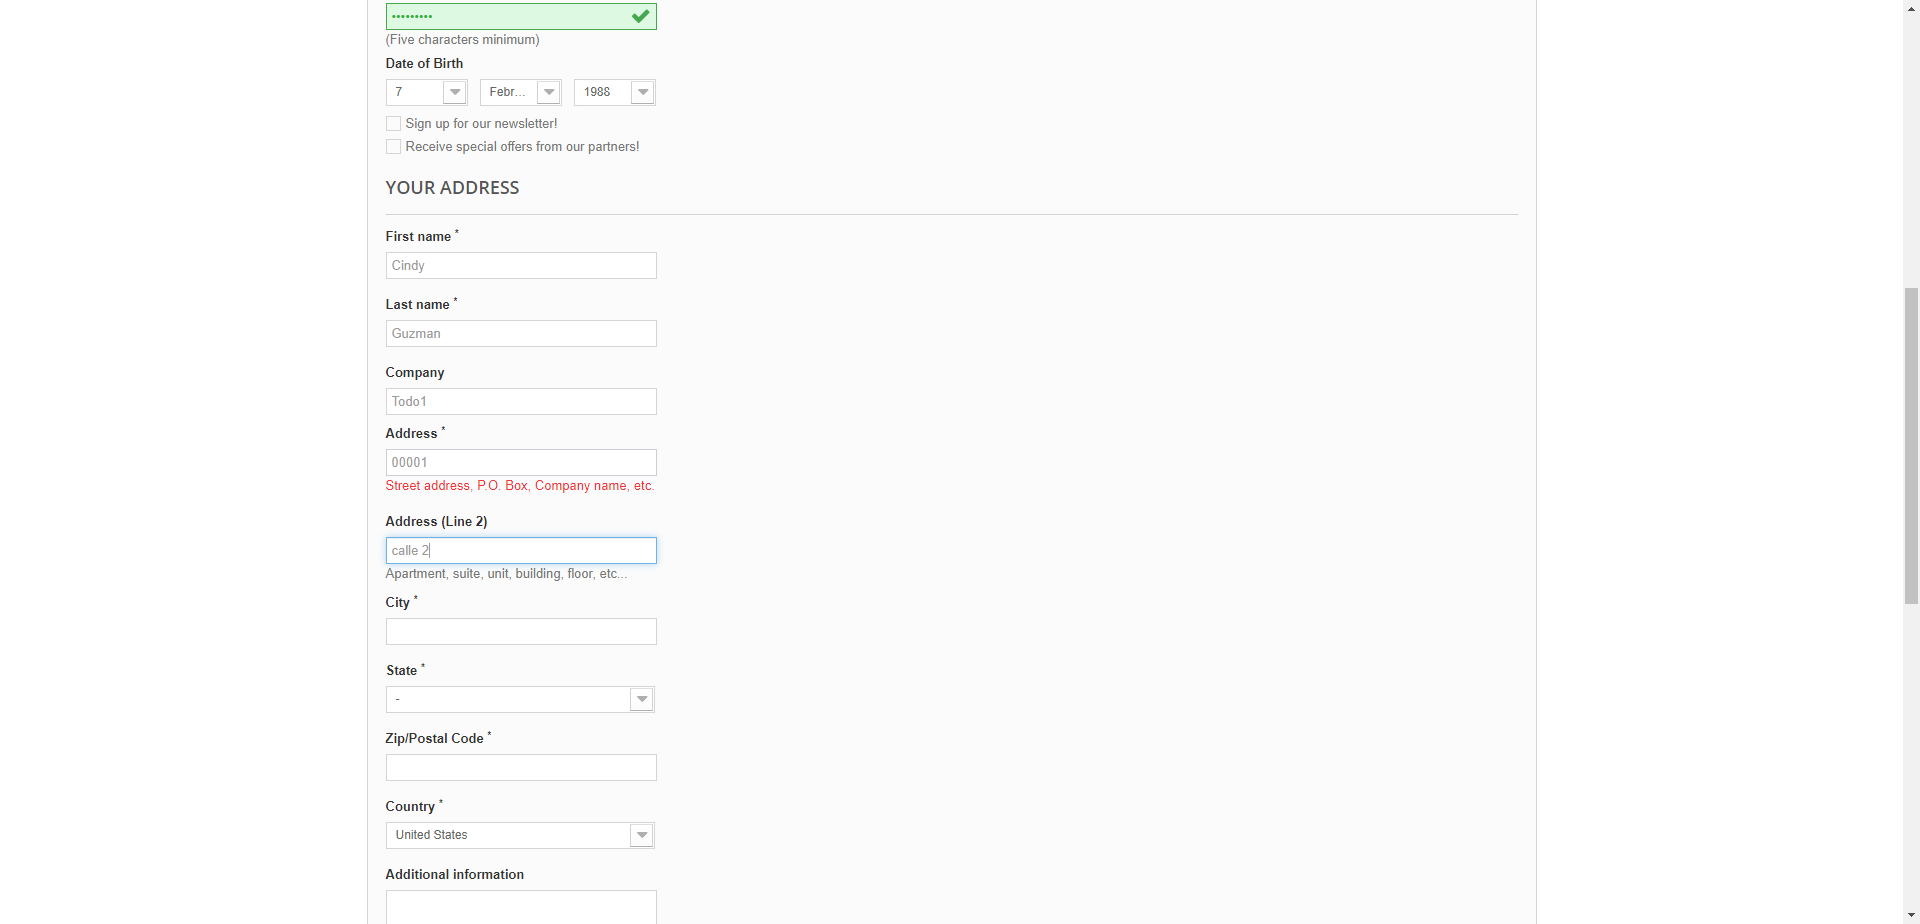 •••••••••
(Five characters minimum)
Date of Birth
7 Febr... 1988
Sign up for our newsletter!
Receive special offers from our partners!
YOUR ADDRESS
First name *
Cindy
Last name *
Guzman
Company
Todo1
Address *
00001
Street address, P.O. Box, Company name, etc.
Address (Line 2)
calle 2
Apartment, suite, unit, building, floor, etc...
City *
State *
-
Zip/Postal Code *
Country *
United States
Additional information